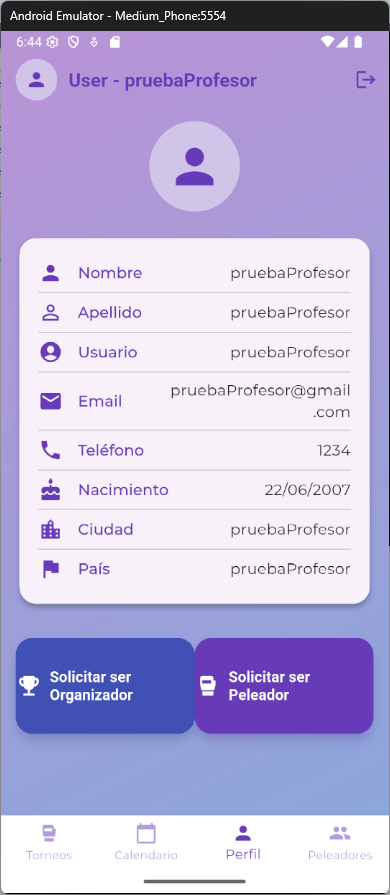 Android Emulator - Medium_Phone:5554
6:44
User - pruebaProfesor
Nombre pruebaProfesor
Apellido pruebaProfesor
Usuario pruebaProfesor
Email pruebaProfesor@gmail
.com
Teléfono 1234
Nacimiento 22/06/2007
Ciudad pruebaProfesor
País pruebaProfesor
Solicitar ser
Organizador
Solicitar ser
Peleador
Torneos Calendario Perfil Peleadores